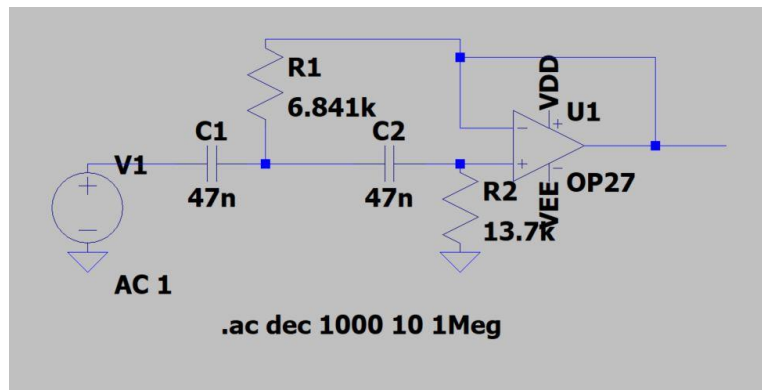 R1
6.841k
VDD
U1
C1
C2
V1
47n
47n
R2
VEE
OP27
13.7k
AC 1
.ac dec 1000 10 1Meg